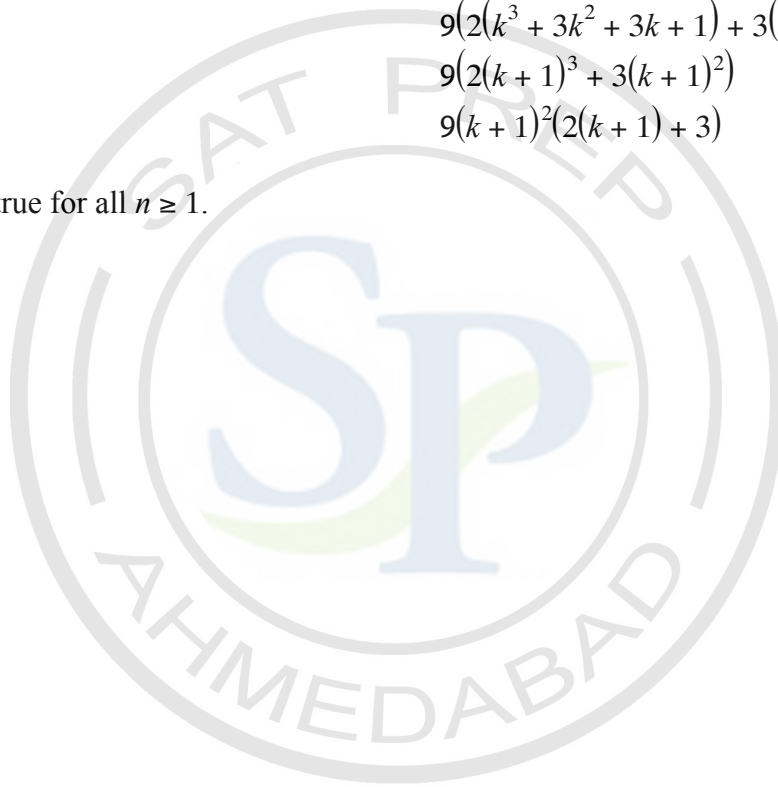 9(2(k³ + 3k² + 3k + 1) + 3(
9(2(k + 1)³ + 3(k + 1)²)
9(k + 1)²(2(k + 1) + 3)
true for all n ≥ 1.
SAT PREP
SP
AHMEDABAD